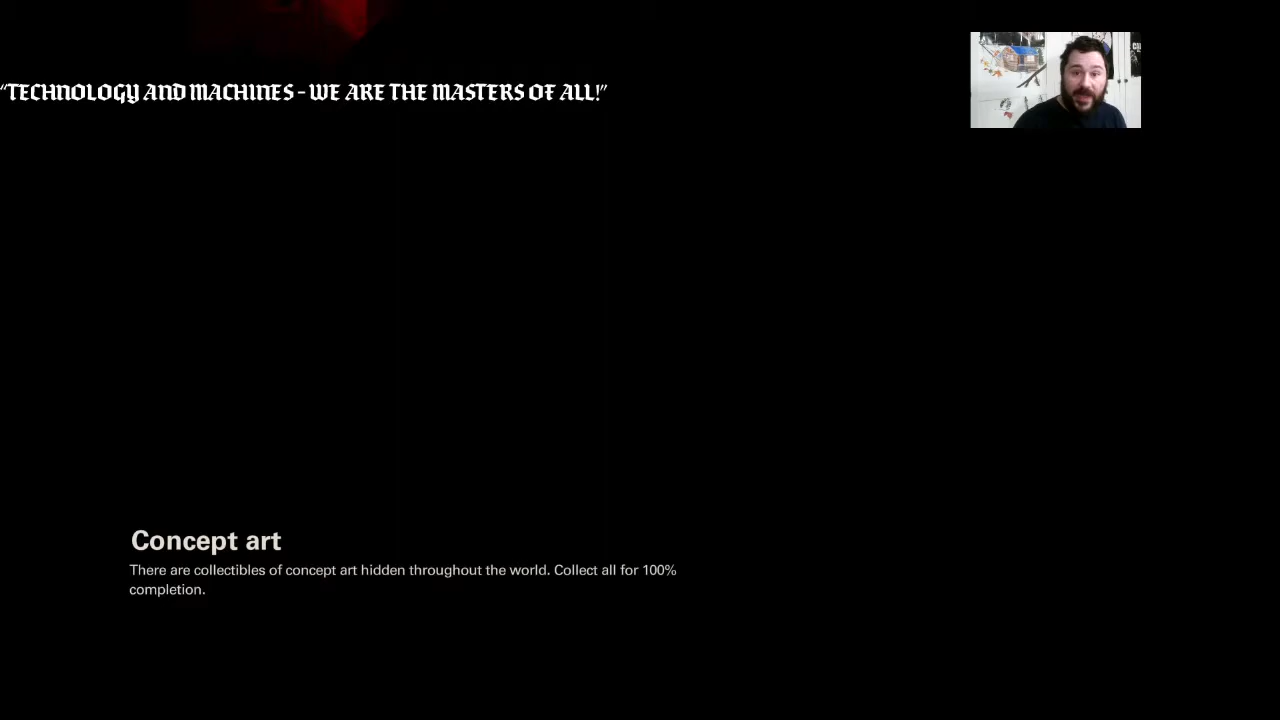 “TECHNOLOGY AND MACHINES - WE ARE THE MASTERS OF ALL!”
Concept art
There are collectibles of concept art hidden throughout the world. Collect all for 100%
completion.